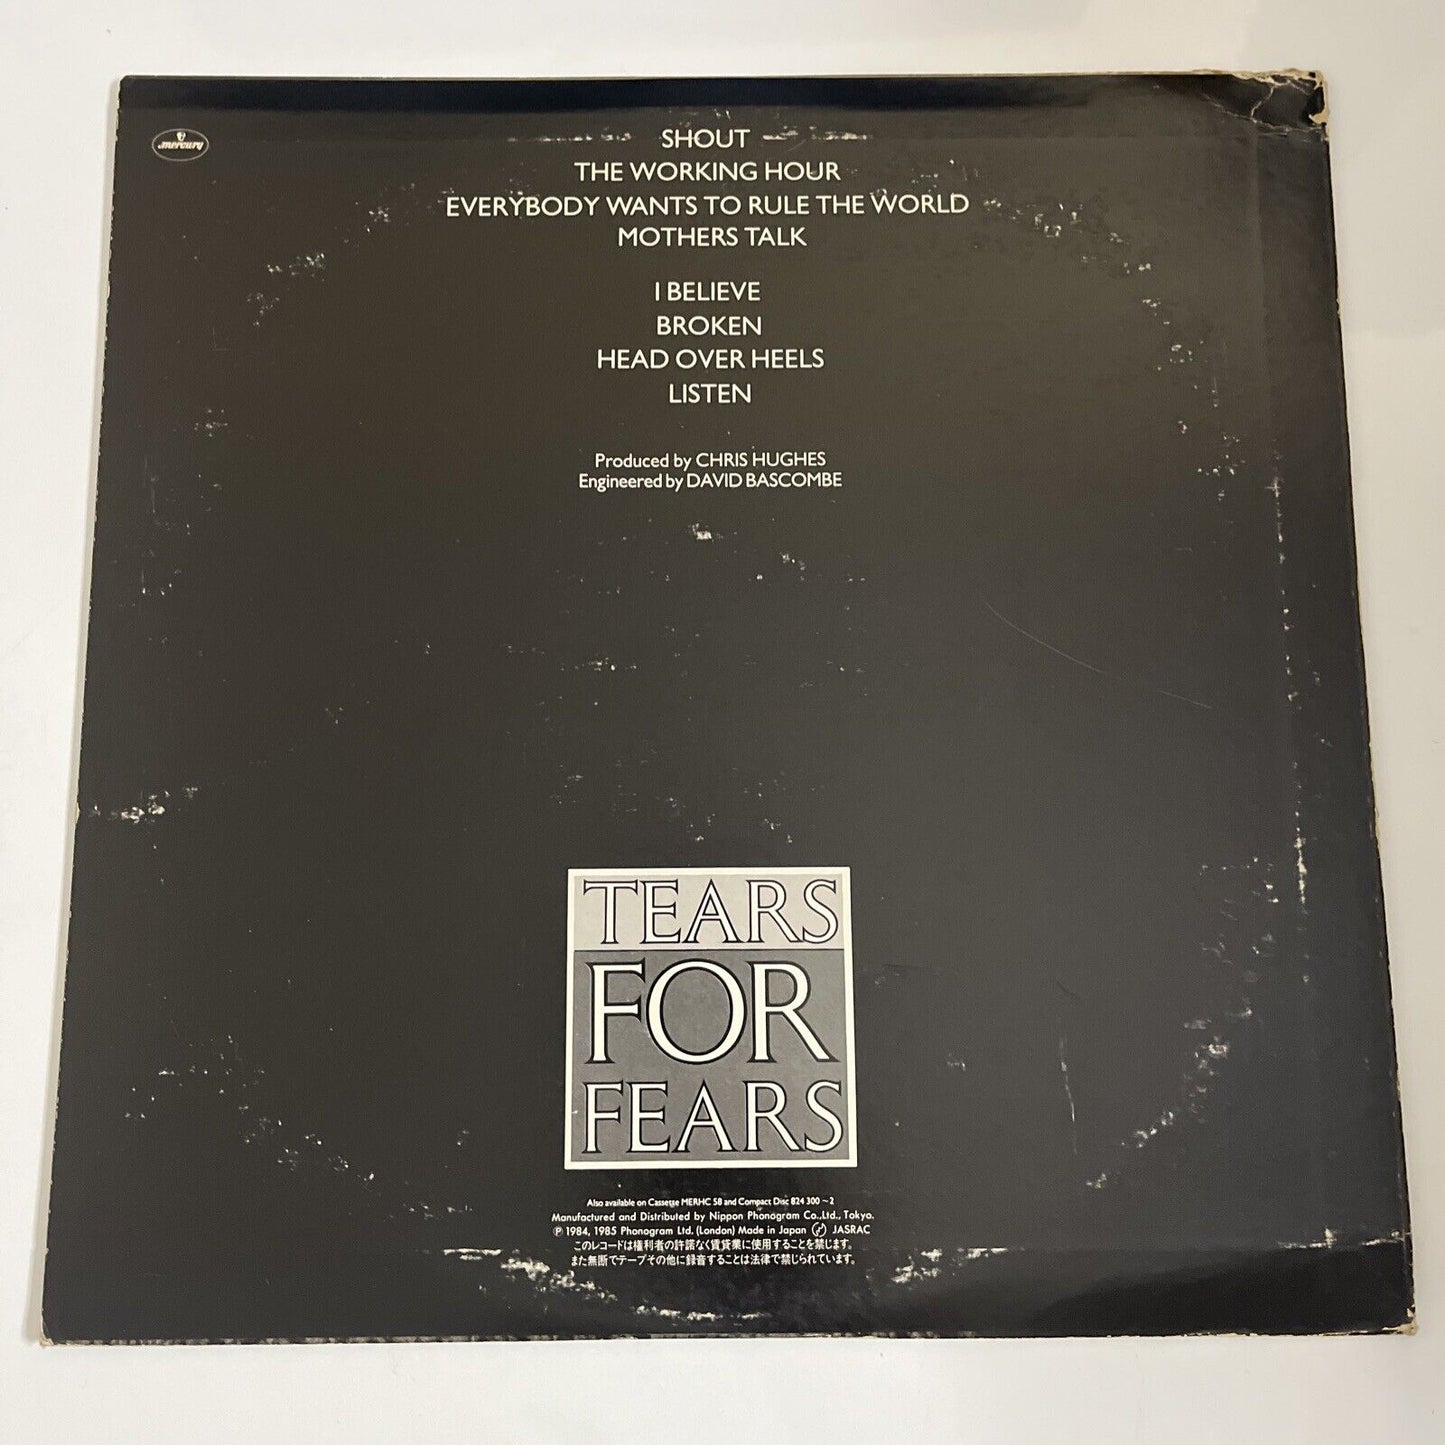 mercury
SHOUT
THE WORKING HOUR
EVERYBODY WANTS TO RULE THE WORLD
MOTHERS TALK
I BELIEVE
BROKEN
HEAD OVER HEELS
LISTEN
Produced by CHRIS HUGHES
Engineered by DAVID BASCOMBE
TEARS
FOR
FEARS
Also available on Cassette MERHC 58 and Compact Disc 824 300~2
Manufactured and Distributed by Nippon Phonogram Co.,Ltd., Tokyo.
℗ 1984, 1985 Phonogram Ltd. (London) Made in Japan JASRAC
このレコードは権利者の許諾なく賃貸業に使用することを禁じます。
また無断でテープその他に録音することは法律で禁じられています。